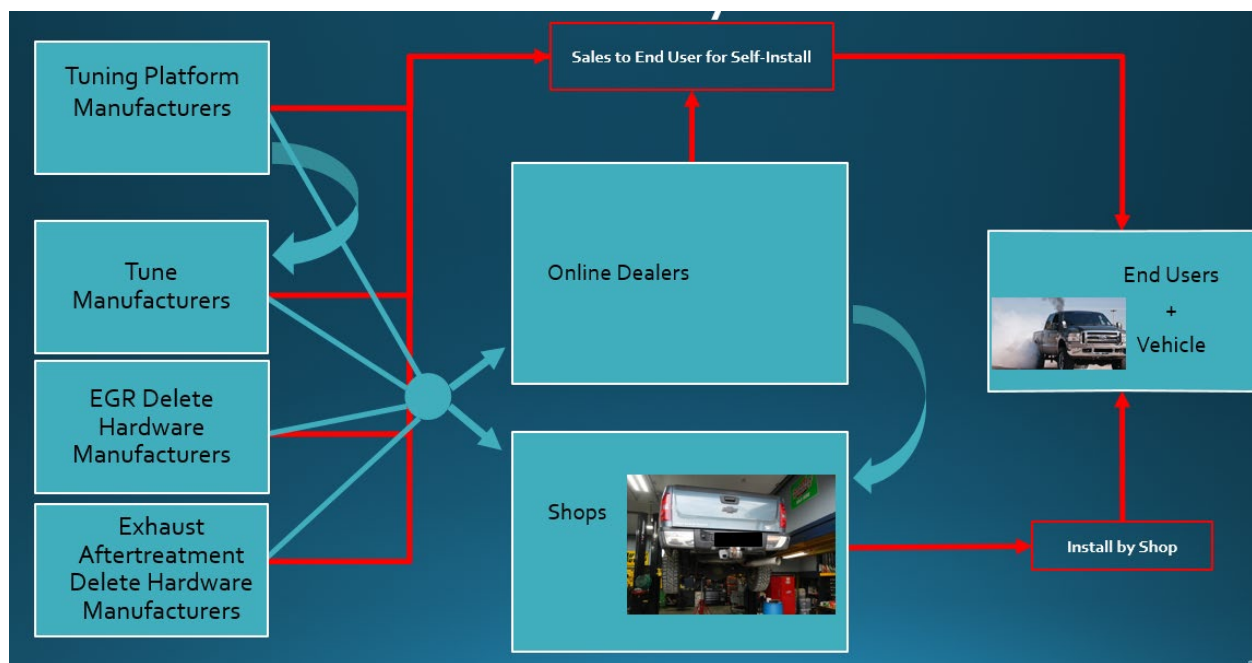 Sales to End User for Self-Install
Tuning Platform
Manufacturers
Tune
Manufacturers
EGR Delete
Hardware
Manufacturers
Exhaust
Aftertreatment
Delete Hardware
Manufacturers
Online Dealers
Shops
End Users
+
Vehicle
Install by Shop